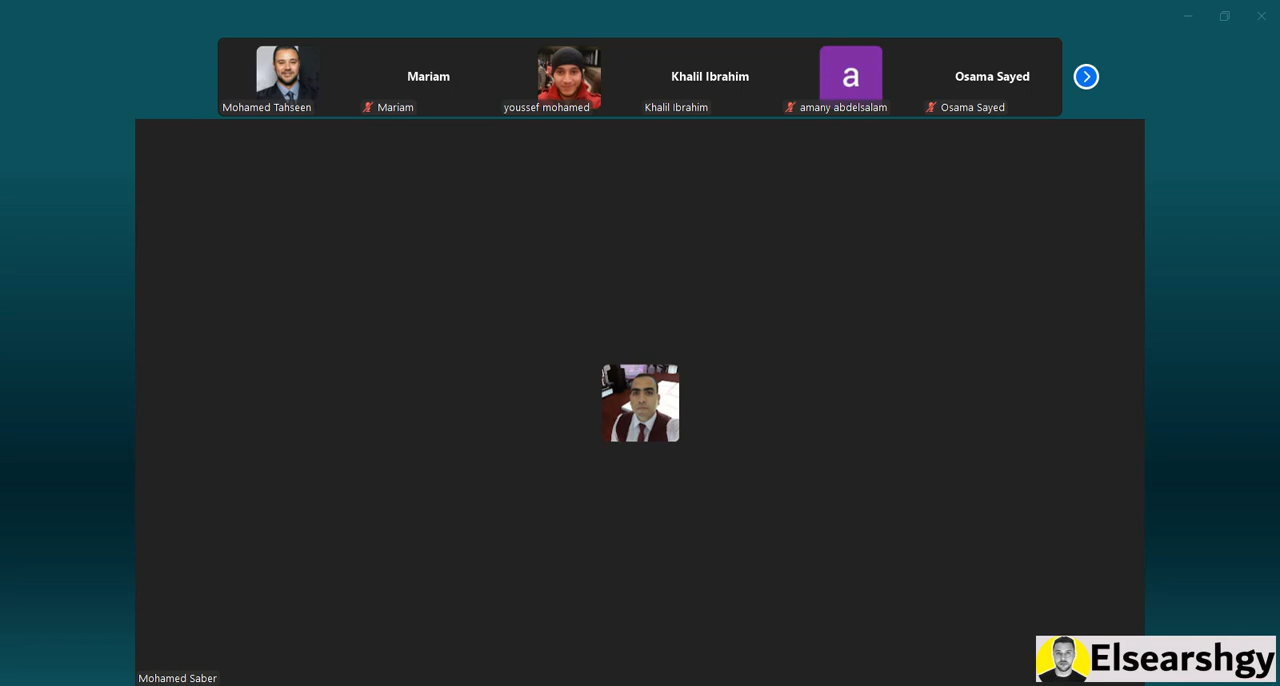 Mariam
Khalil Ibrahim
a
Osama Sayed
Mohamed Tahseen
Mariam
youssef mohamed
Khalil Ibrahim
amany abdelsalam
Osama Sayed
Mohamed Saber
Elsearshgy